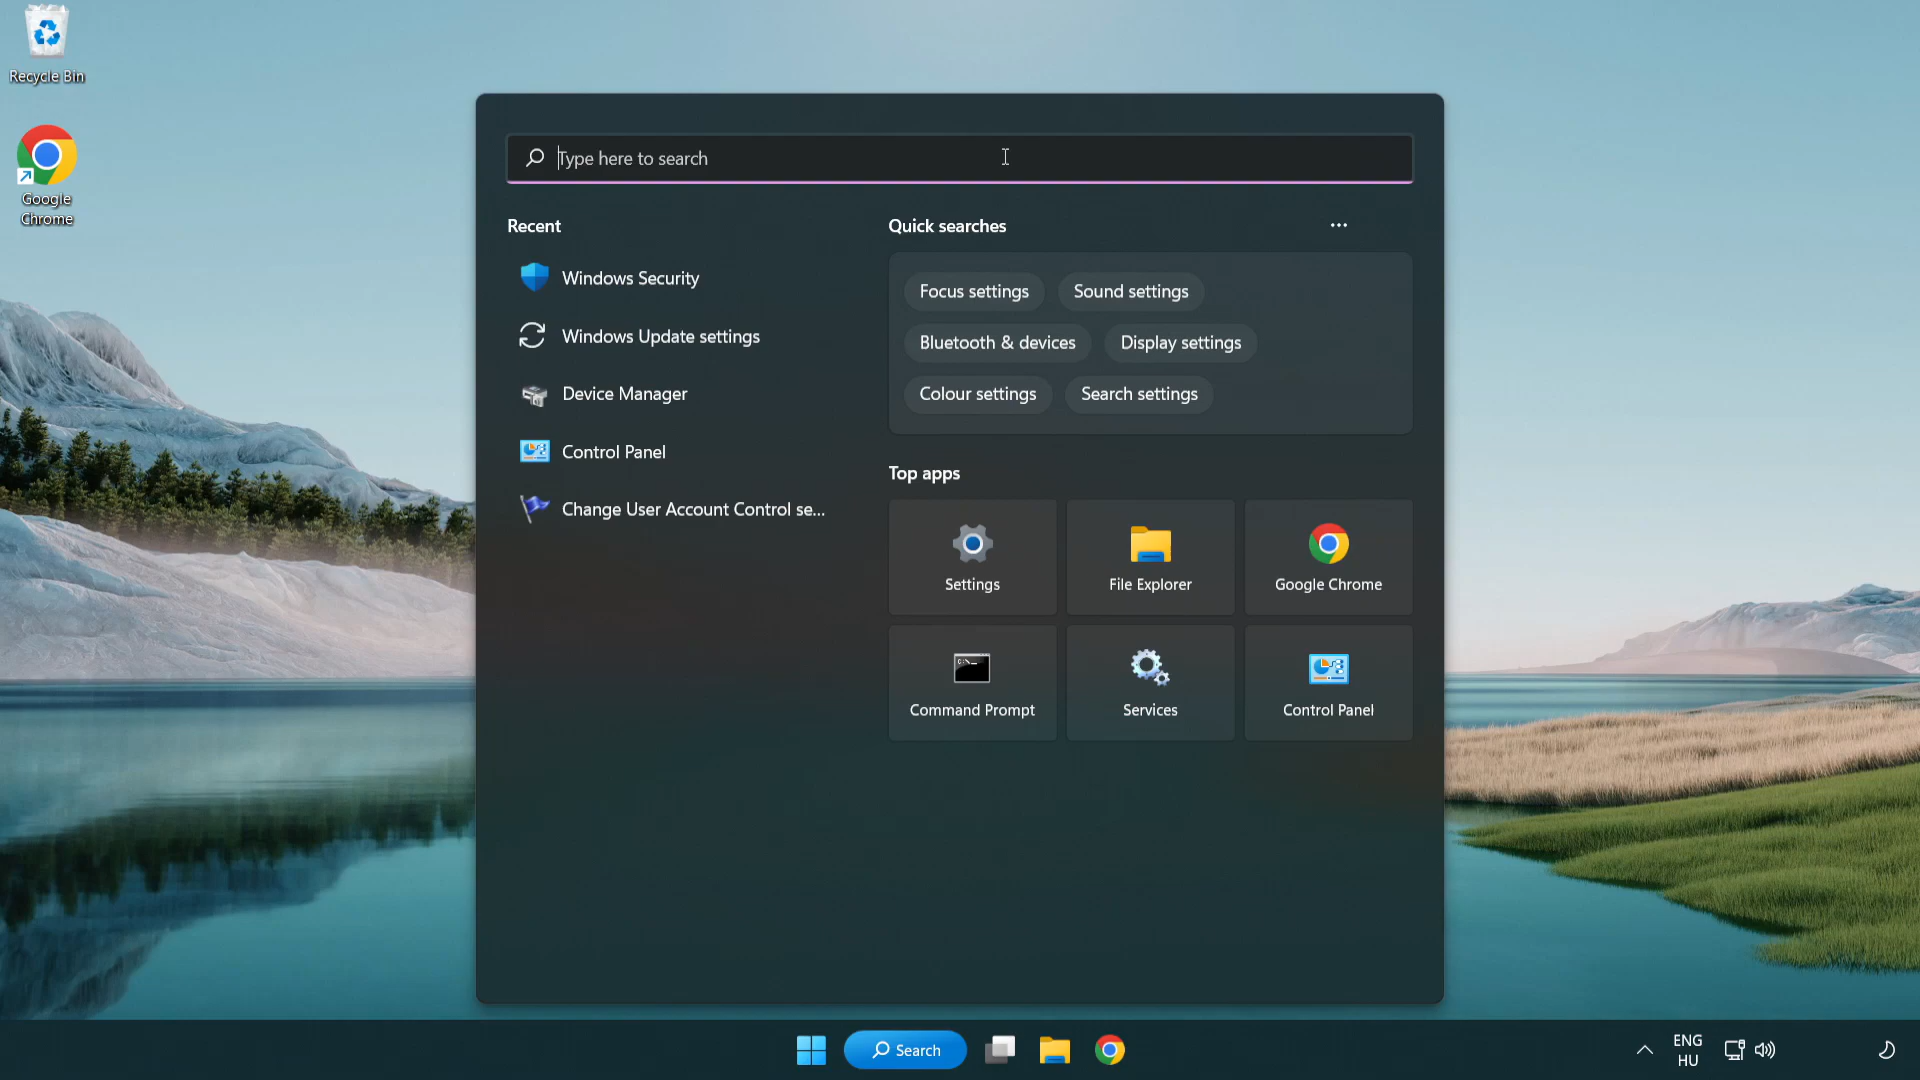 Recycle Bin
Google
Chrome
Type here to search
Recent
Windows Security
Windows Update settings
Device Manager
Control Panel
Change User Account Control se...
Quick searches
Focus settings
Sound settings
Bluetooth & devices
Display settings
Colour settings
Search settings
Top apps
Settings
File Explorer
Google Chrome
Command Prompt
Services
Control Panel
Search
ENG
HU